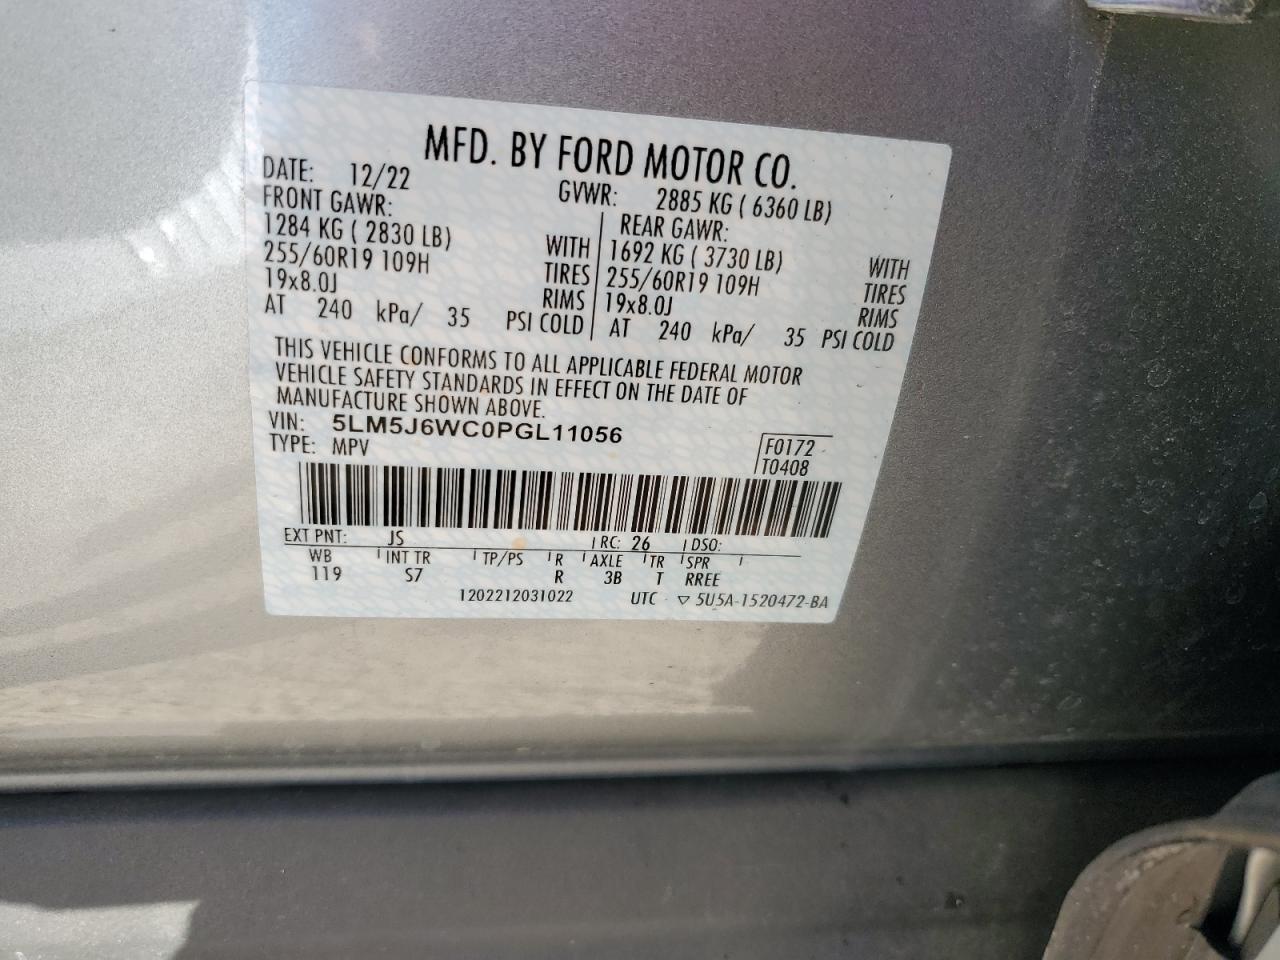 MFD. BY FORD MOTOR CO.
DATE: 12/22 GVWR: 2885 KG ( 6360 LB)
FRONT GAWR: REAR GAWR:
1284 KG ( 2830 LB) WITH 1692 KG ( 3730 LB) WITH
255/60R19 109H TIRES 255/60R19 109H TIRES
19x8.0J RIMS 19x8.0J RIMS
AT 240 kPa/ 35 PSI COLD AT 240 kPa/ 35 PSI COLD
THIS VEHICLE CONFORMS TO ALL APPLICABLE FEDERAL MOTOR
VEHICLE SAFETY STANDARDS IN EFFECT ON THE DATE OF
MANUFACTURE SHOWN ABOVE.
VIN: 5LM5J6WC0PGL11056
TYPE: MPV
F0172
T0408
EXT PNT: JS RC: 26 DSO:
WB INT TR TP/PS R AXLE TR SPR
119 S7 R 3B T RREE
1202212031022 UTC ▽ 5U5A-1520472-BA